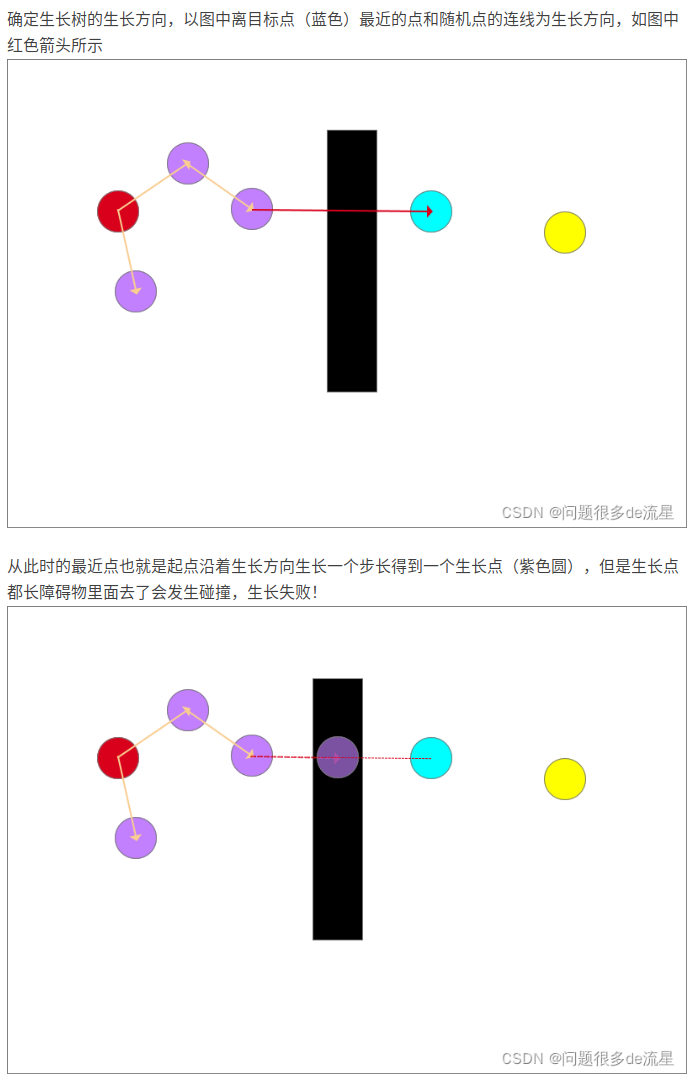 确定生长树的生长方向，以图中离目标点（蓝色）最近的点和随机点的连线为生长方向，如图中
红色箭头所示
CSDN @问题很多de流星
从此时的最近点也就是起点沿着生长方向生长一个步长得到一个生长点（紫色圆），但是生长点
都长障碍物里面去了会发生碰撞，生长失败！
CSDN @问题很多de流星